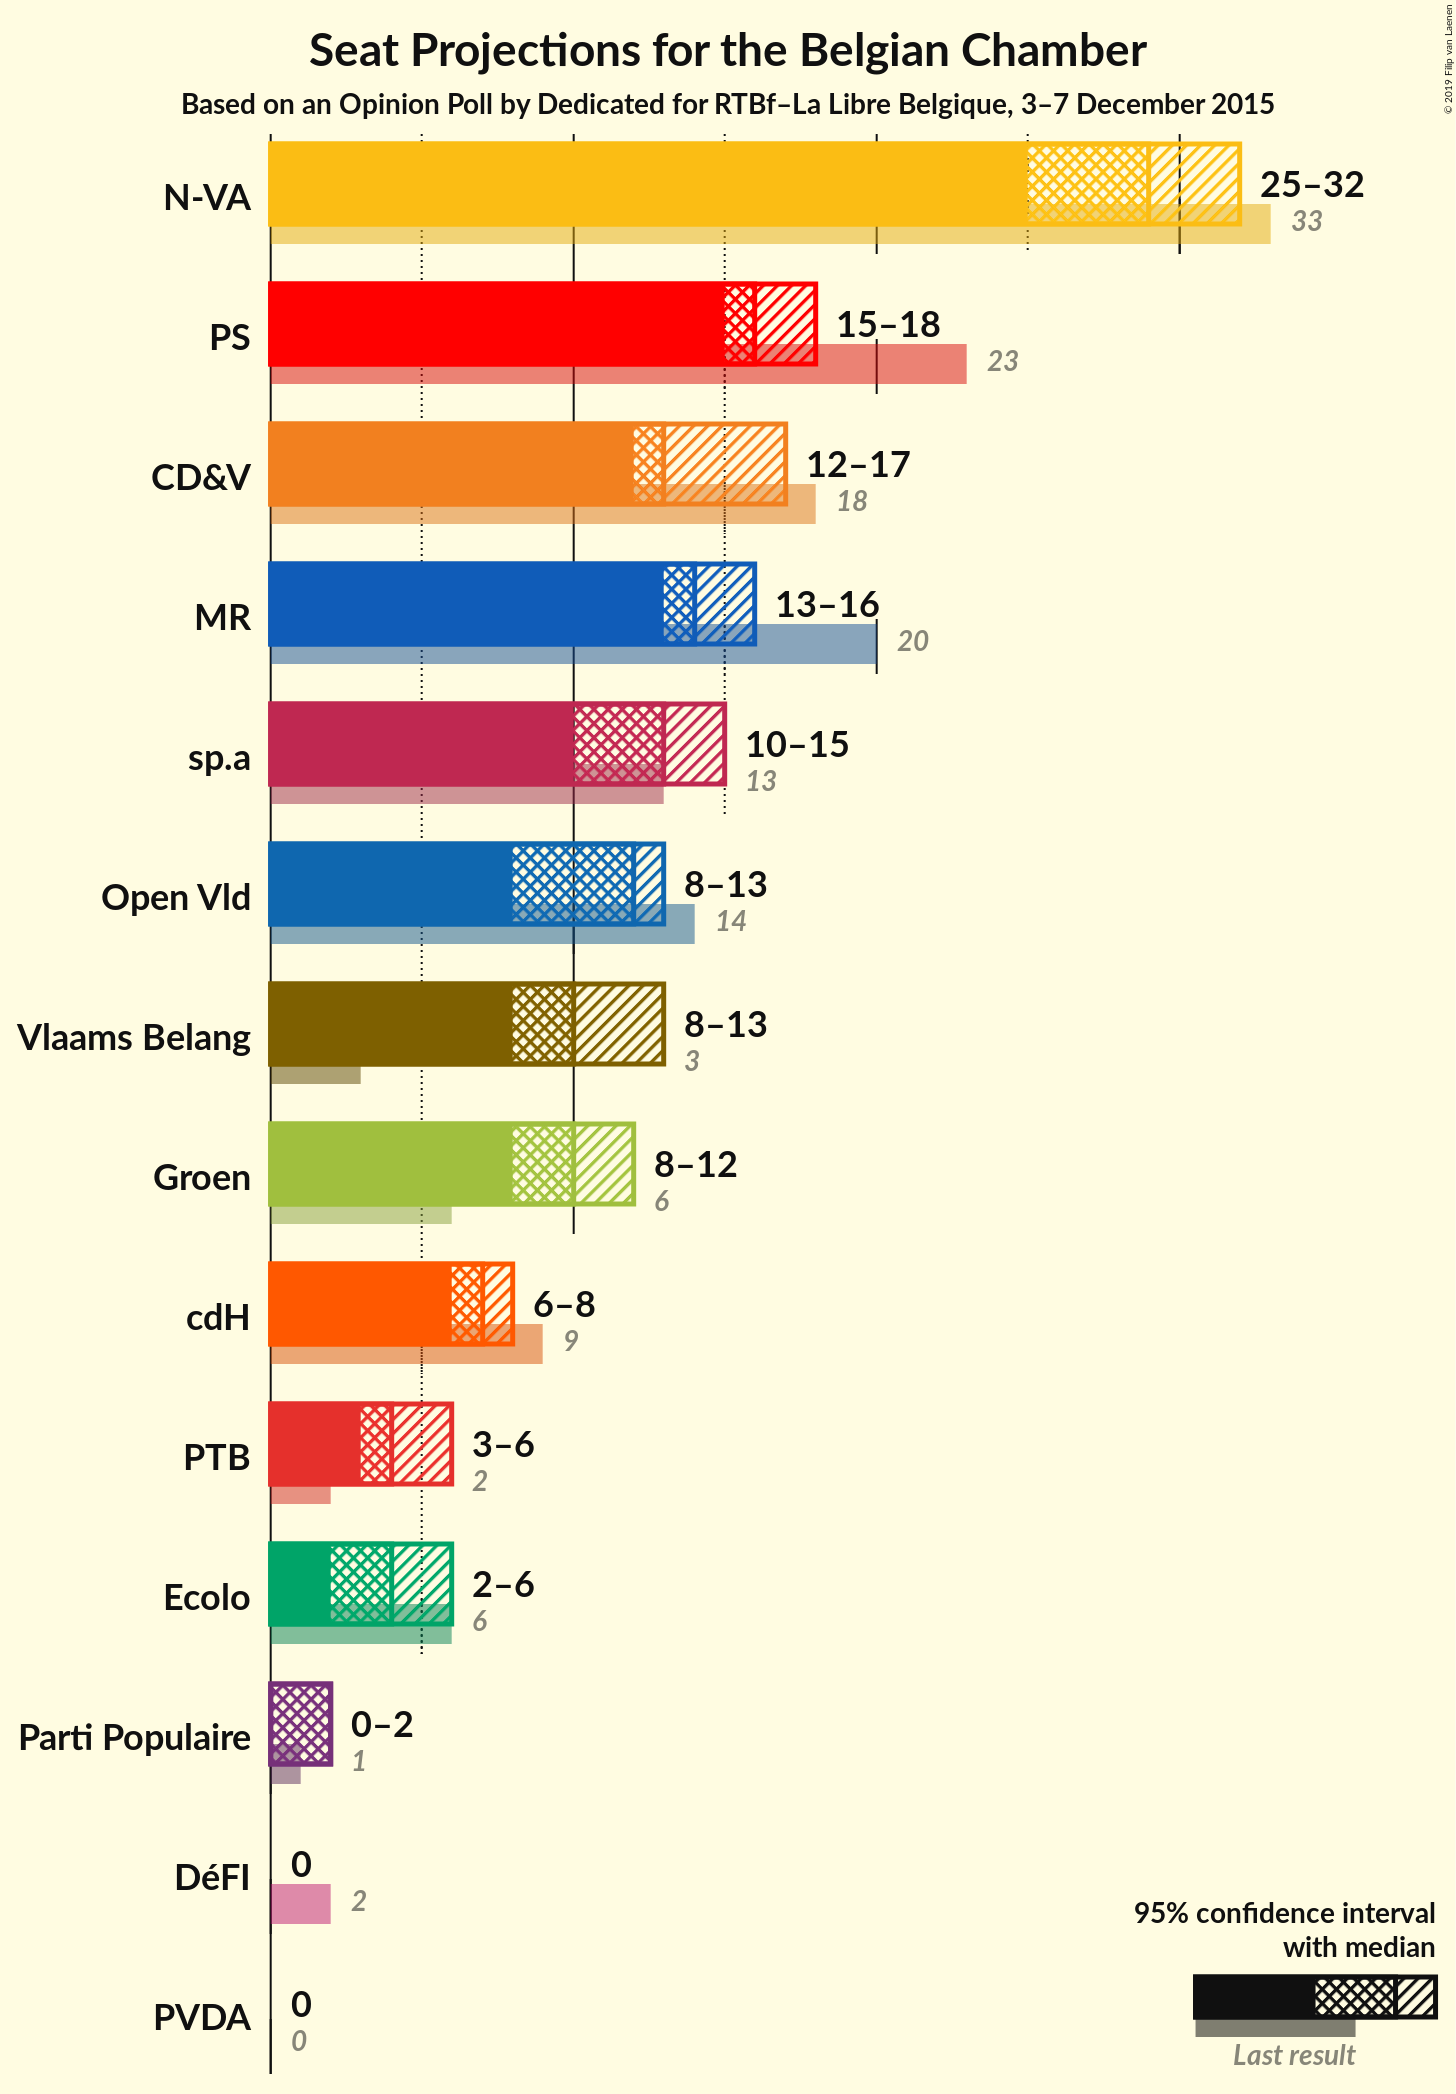 Seat Projections for the Belgian Chamber
Based on an Opinion Poll by Dedicated for RTBf–La Libre Belgique, 3–7 December 2015
© 2019 Filip van Laenen
N-VA
25–32
33
PS
15–18
23
CD&V
12–17
18
MR
13–16
20
sp.a
10–15
13
Open Vld
8–13
14
Vlaams Belang
8–13
3
Groen
8–12
6
cdH
6–8
9
PTB
3–6
2
Ecolo
2–6
6
Parti Populaire
0–2
1
DéFI
0
2
PVDA
0
0
95% confidence interval
with median
Last result